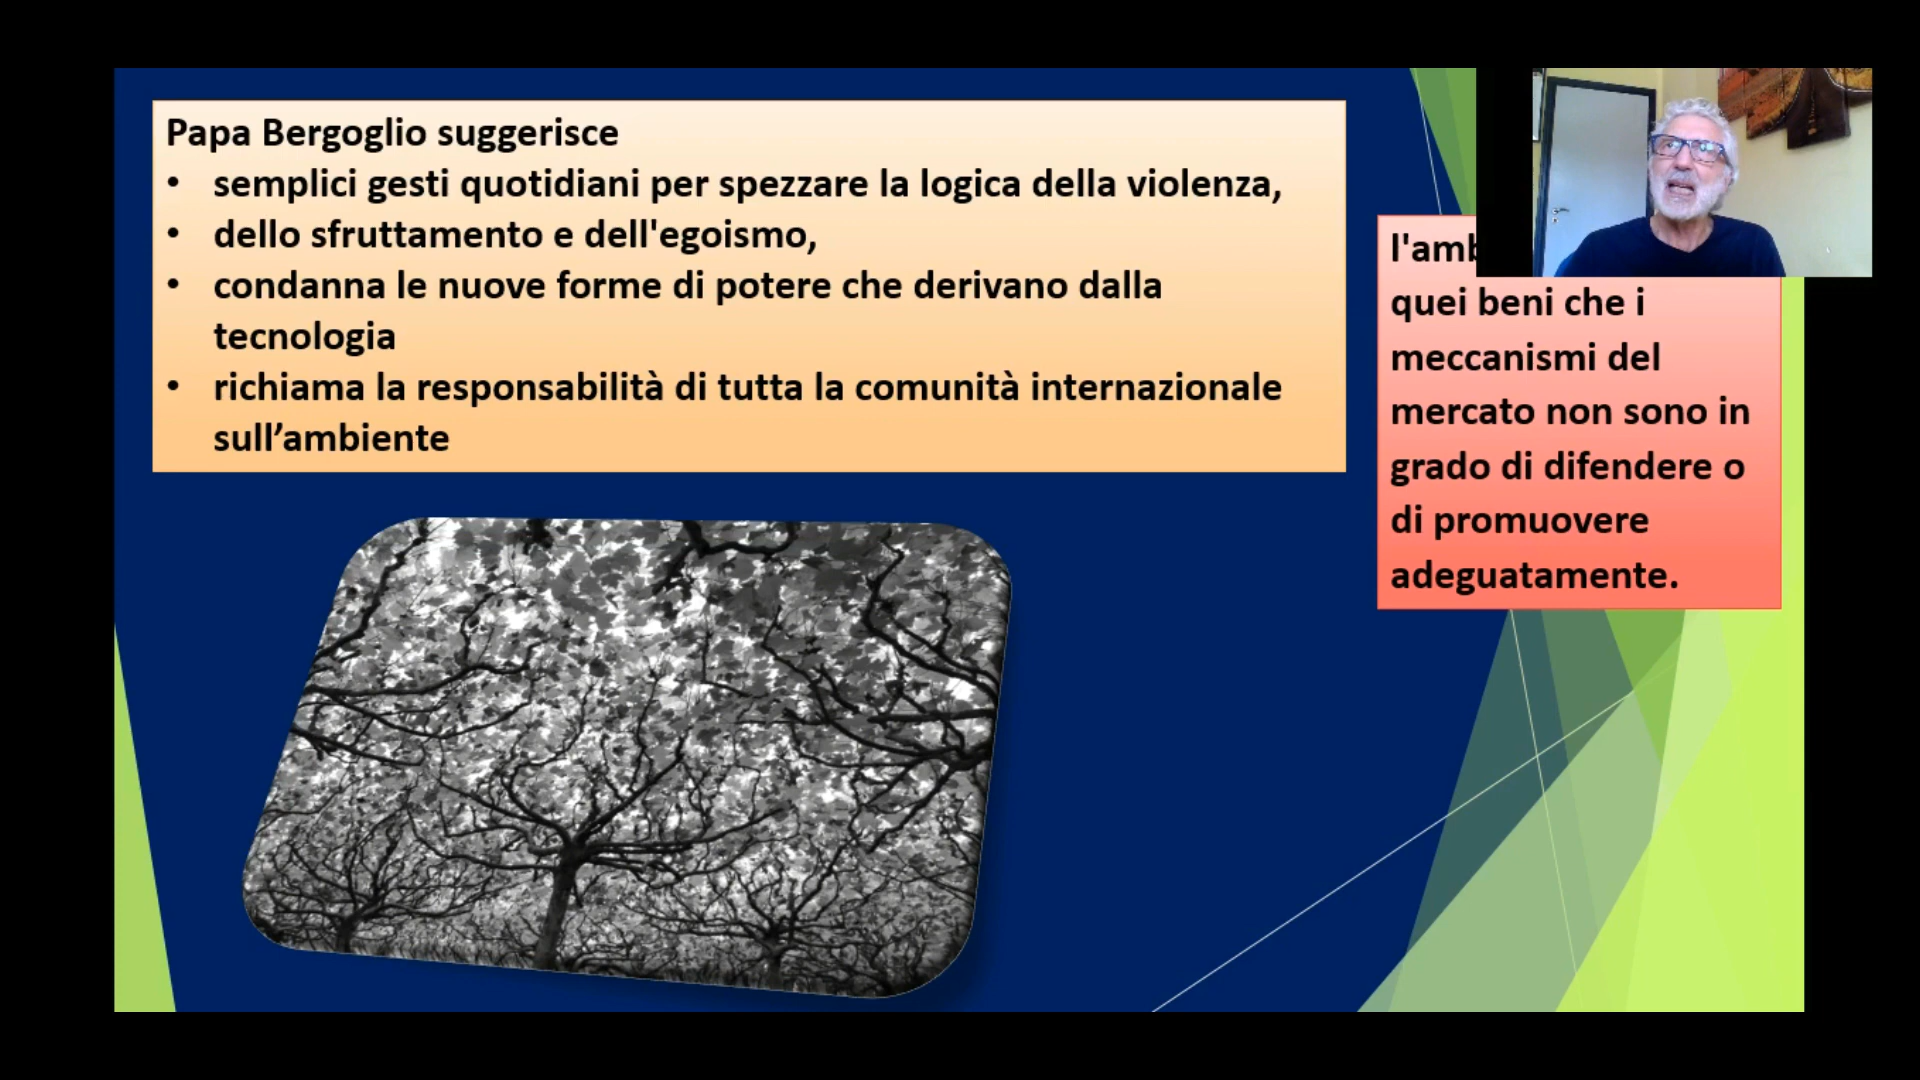 Papa Bergoglio suggerisce
• semplici gesti quotidiani per spezzare la logica della violenza,
• dello sfruttamento e dell'egoismo,
• condanna le nuove forme di potere che derivano dalla
tecnologia
• richiama la responsabilità di tutta la comunità internazionale
sull’ambiente
quei beni che i
meccanismi del
mercato non sono in
grado di difendere o
di promuovere
adeguatamente.